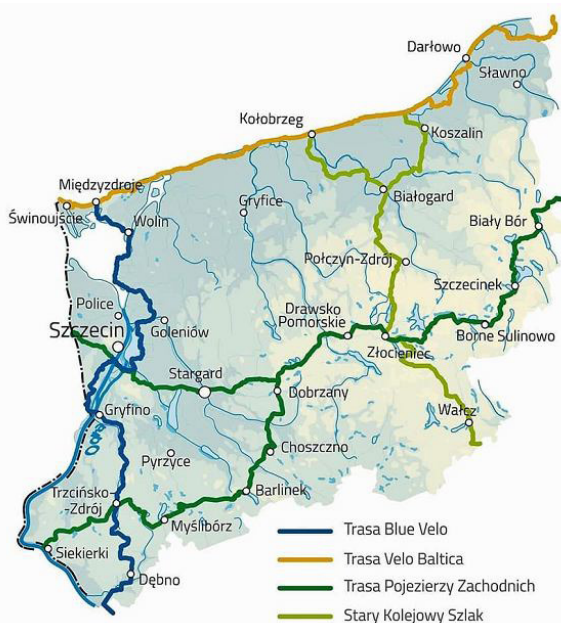 Darłowo
Sławno
Kołobrzeg
Koszalin
Międzyzdroje
Świnoujście
Wolin
Gryfice
Białogard
Biały Bór
Połczyn-Zdrój
Szczecinek
Police
Szczecin
Goleniów
Drawsko
Pomorskie
Złocieniec
Borne Sulinowo
Stargard
Dobrzany
Gryfino
Odra
Wałcz
Pyrzyce
Choszczno
Trzcińsko-
-Zdrój
Barlinek
Myślibórz
Siekierki
Dębno
Trasa Blue Velo
Trasa Velo Baltica
Trasa Pojezierzy Zachodnich
Stary Kolejowy Szlak